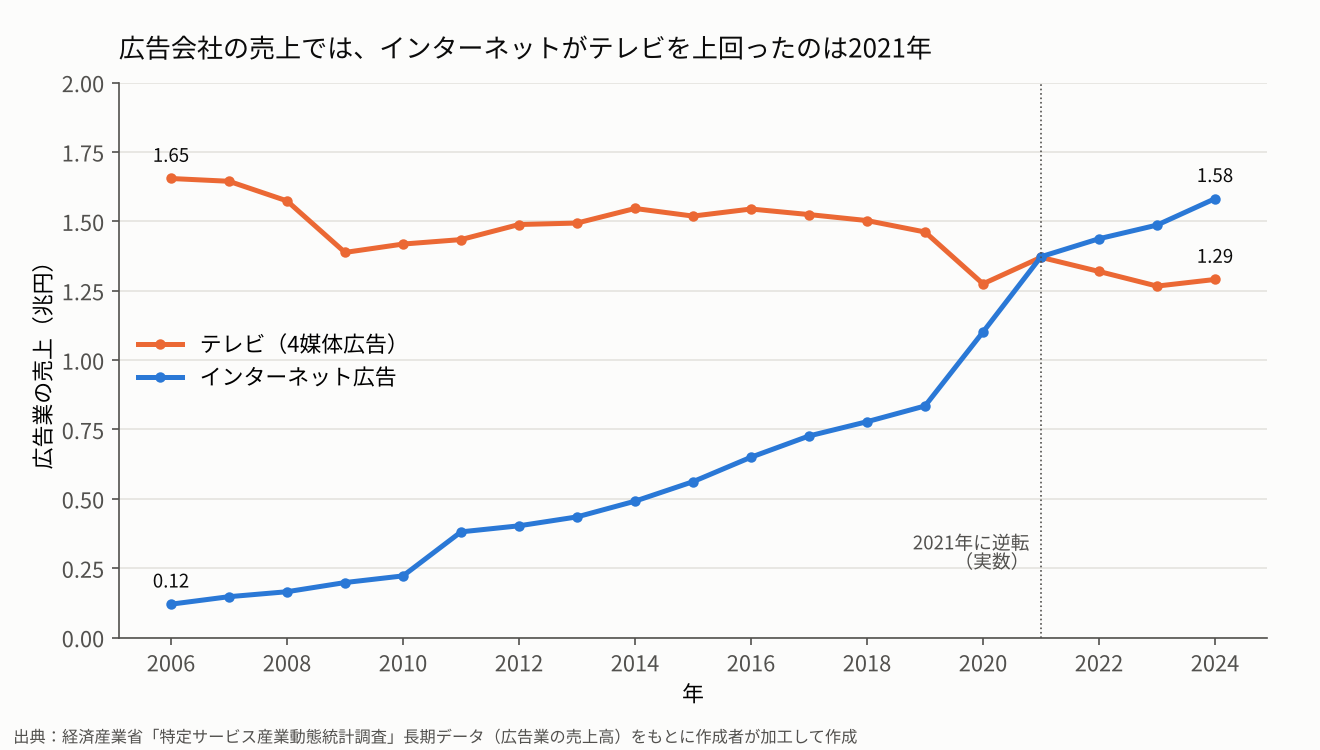 広告会社の売上では、インターネットがテレビを上回ったのは2021年
広告業の売上（兆円）
2.00
1.75
1.50
1.25
1.00
0.75
0.50
0.25
0.00
1.65
0.12
1.58
1.29
テレビ（4媒体広告）
インターネット広告
2021年に逆転
（実数）
2006 2008 2010 2012 2014 2016 2018 2020 2022 2024
年
出典：経済産業省「特定サービス産業動態統計調査」長期データ（広告業の売上高）をもとに作成者が加工して作成